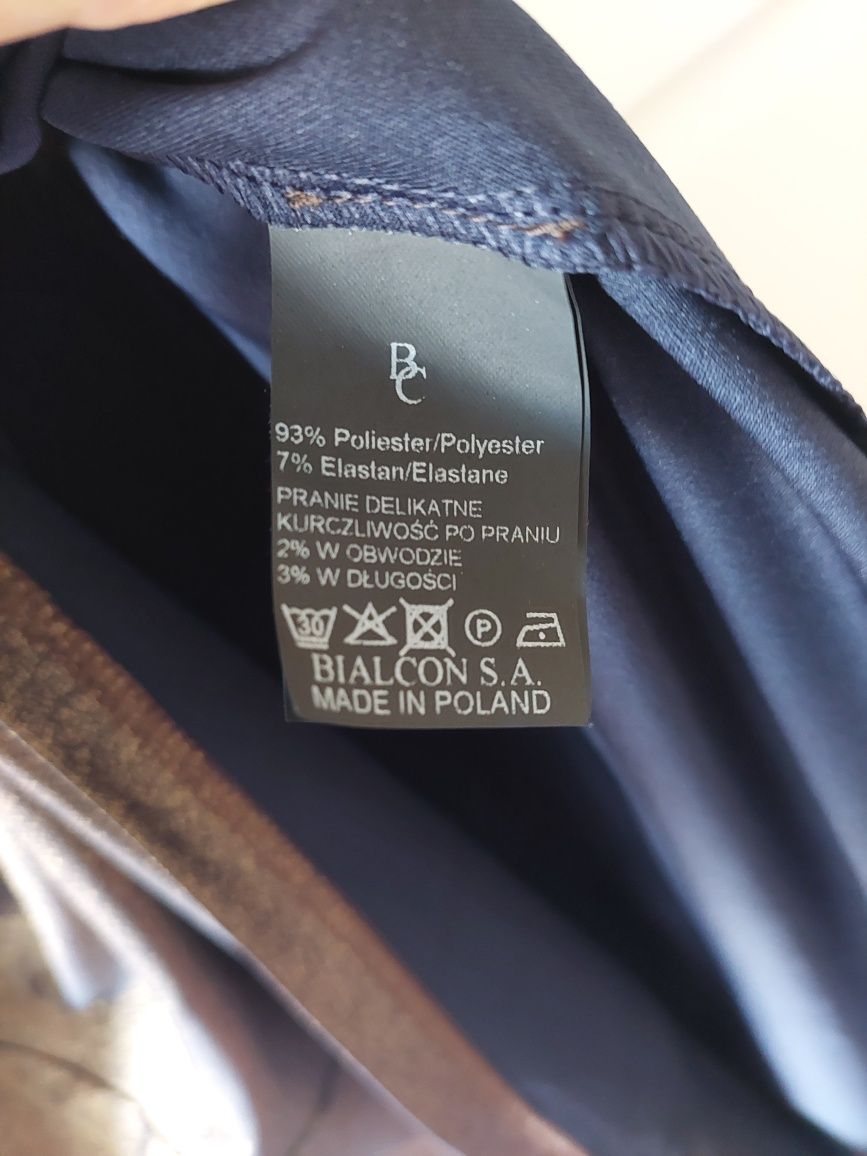 BC
93% Poliester/Polyester
7% Elastan/Elastane
PRANIE DELIKATNE
KURCZLIWOŚĆ PO PRANIU
2% W OBWODZIE
3% W DŁUGOŚCI
30 P
BIALCON S.A.
MADE IN POLAND